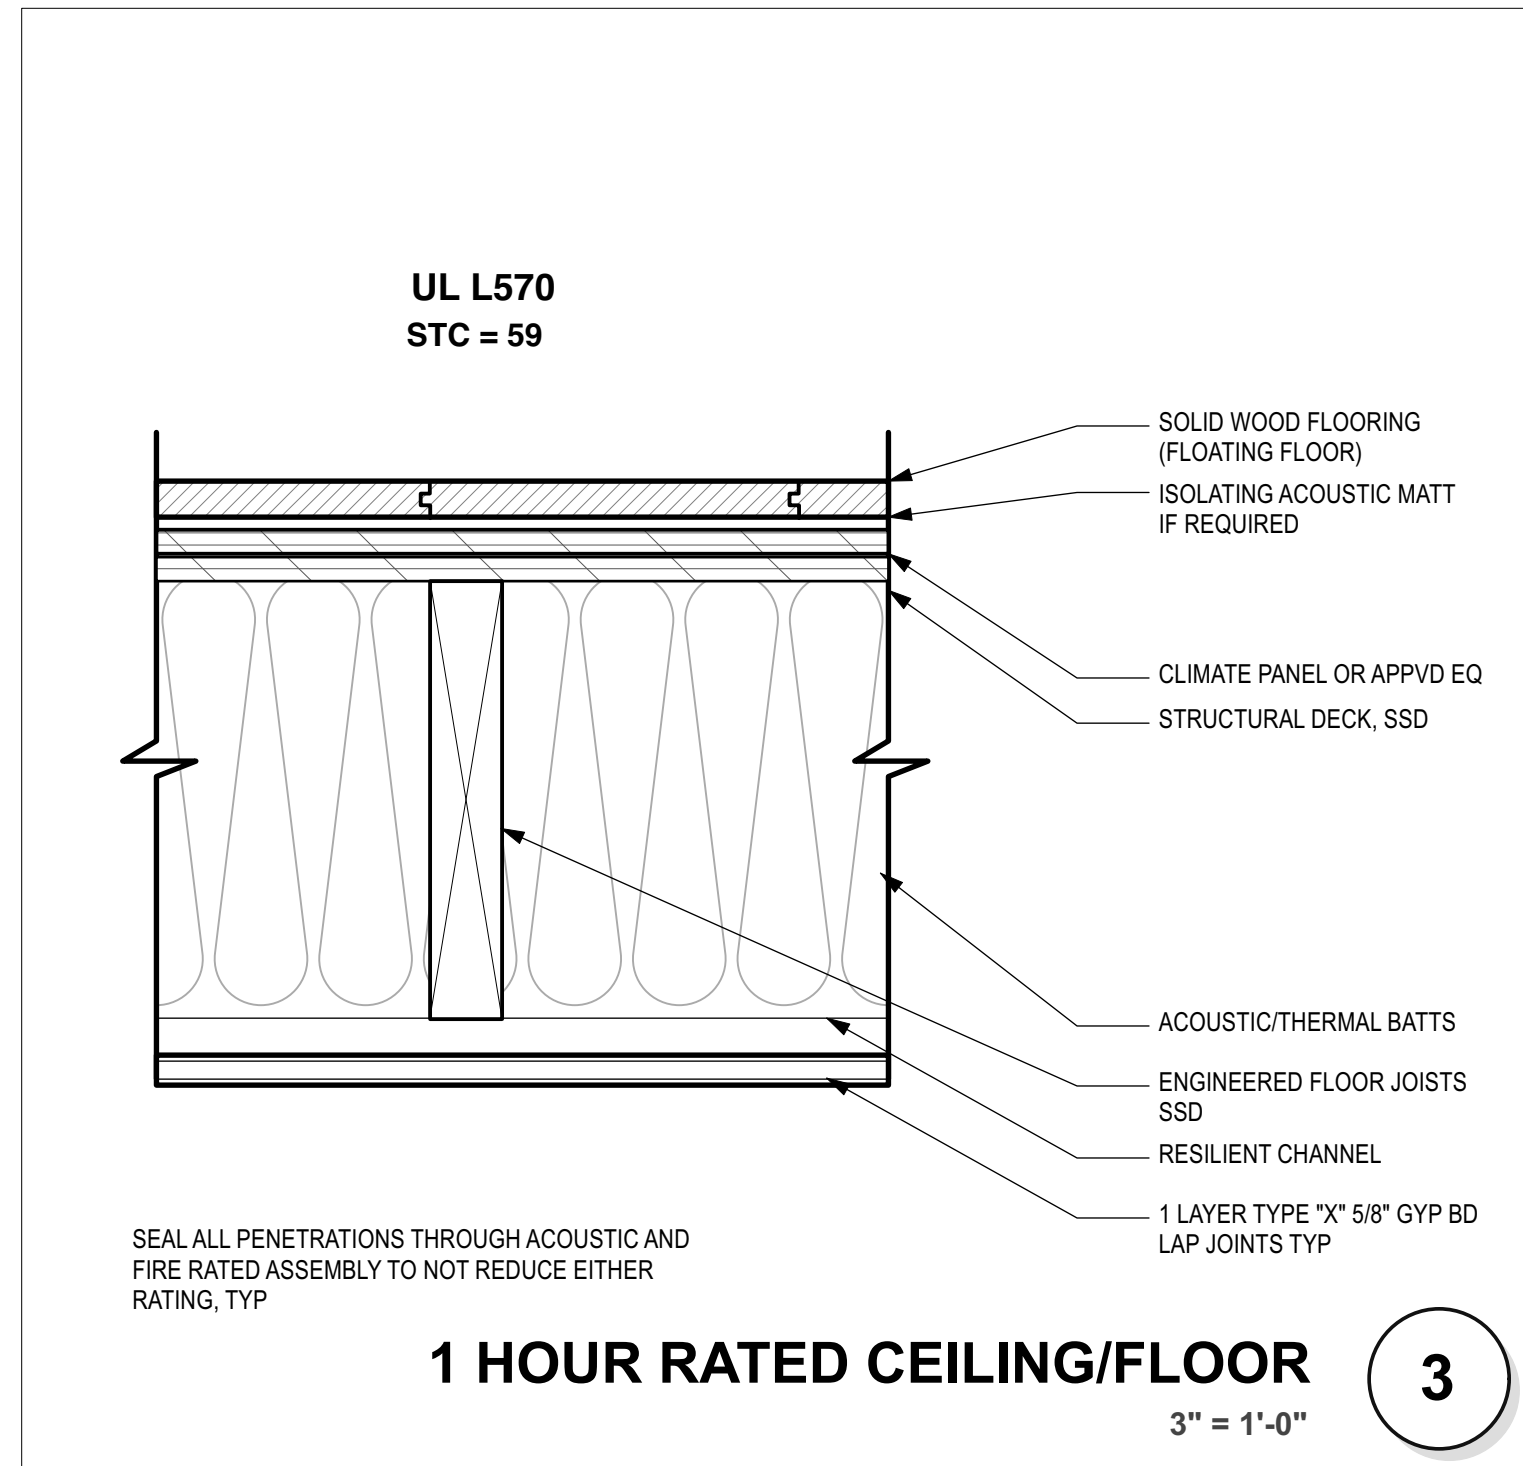 UL L570
STC = 59
SOLID WOOD FLOORING
(FLOATING FLOOR)
ISOLATING ACOUSTIC MATT
IF REQUIRED
CLIMATE PANEL OR APPVD EQ
STRUCTURAL DECK, SSD
ACOUSTIC/THERMAL BATTS
ENGINEERED FLOOR JOISTS
SSD
RESILIENT CHANNEL
1 LAYER TYPE "X" 5/8" GYP BD
LAP JOINTS TYP
SEAL ALL PENETRATIONS THROUGH ACOUSTIC AND
FIRE RATED ASSEMBLY TO NOT REDUCE EITHER
RATING, TYP
1 HOUR RATED CEILING/FLOOR
3" = 1'-0"
3